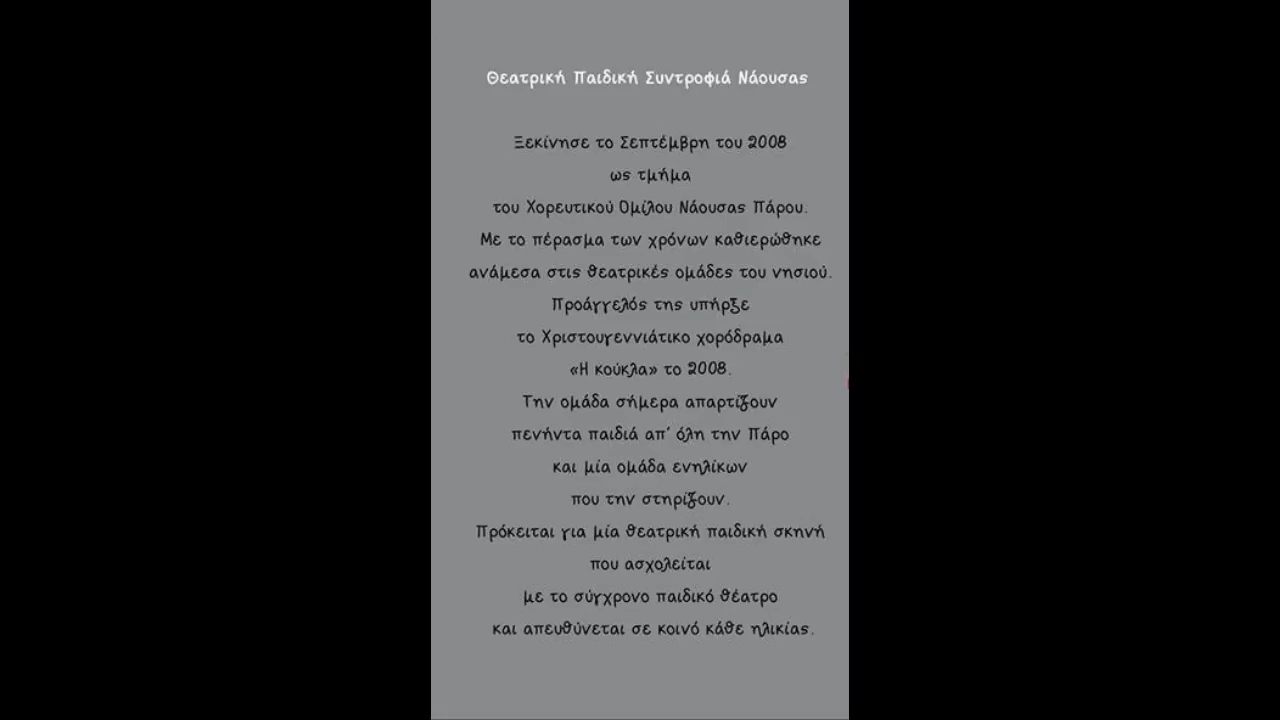 Θεατρική Παιδική Συντροφιά Νάουσας
Ξεκίνησε το Σεπτέμβρη του 2008
ως τμήμα
του Χορευτικού Ομίλου Νάουσας Πάρου.
Με το πέρασμα των χρόνων καθιερώθηκε
ανάμεσα στις θεατρικές ομάδες του νησιού.
Προάγγελός της υπήρξε
το Χριστουγεννιάτικο χορόδραμα
«Η κούκλα» το 2008.
Την ομάδα σήμερα απαρτίζουν
πενήντα παιδιά απ' όλη την Πάρο
και μία ομάδα ενηλίκων
που την στηρίζουν.
Πρόκειται για μία θεατρική παιδική σκηνή
που ασχολείται
με το σύγχρονο παιδικό θέατρο
και απευθύνεται σε κοινό κάθε ηλικίας.